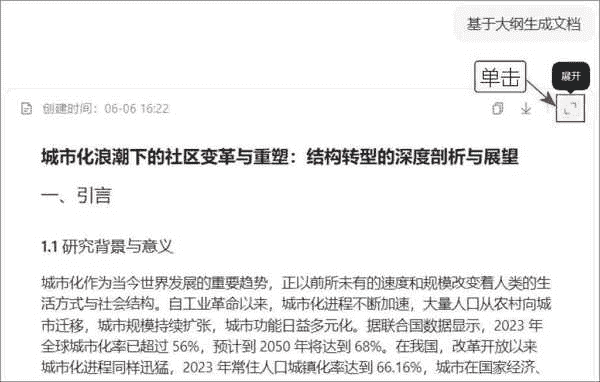 基于大纲生成文档
单击
展开
创建时间：06-06 16:22
城市化浪潮下的社区变革与重塑：结构转型的深度剖析与展望
一、引言
1.1 研究背景与意义
城市化作为当今世界发展的重要趋势，正以前所未有的速度和规模改变着人类的生
活方式与社会结构。自工业革命以来，城市化进程不断加速，大量人口从农村向城
市迁移，城市规模持续扩张，城市功能日益多元化。据联合国数据显示，2023 年
全球城市化率已超过 56%，预计到 2050 年将达到 68%。在我国，改革开放以来
城市化进程同样迅猛，2023 年常住人口城镇化率达到 66.16%，城市在国家经济、